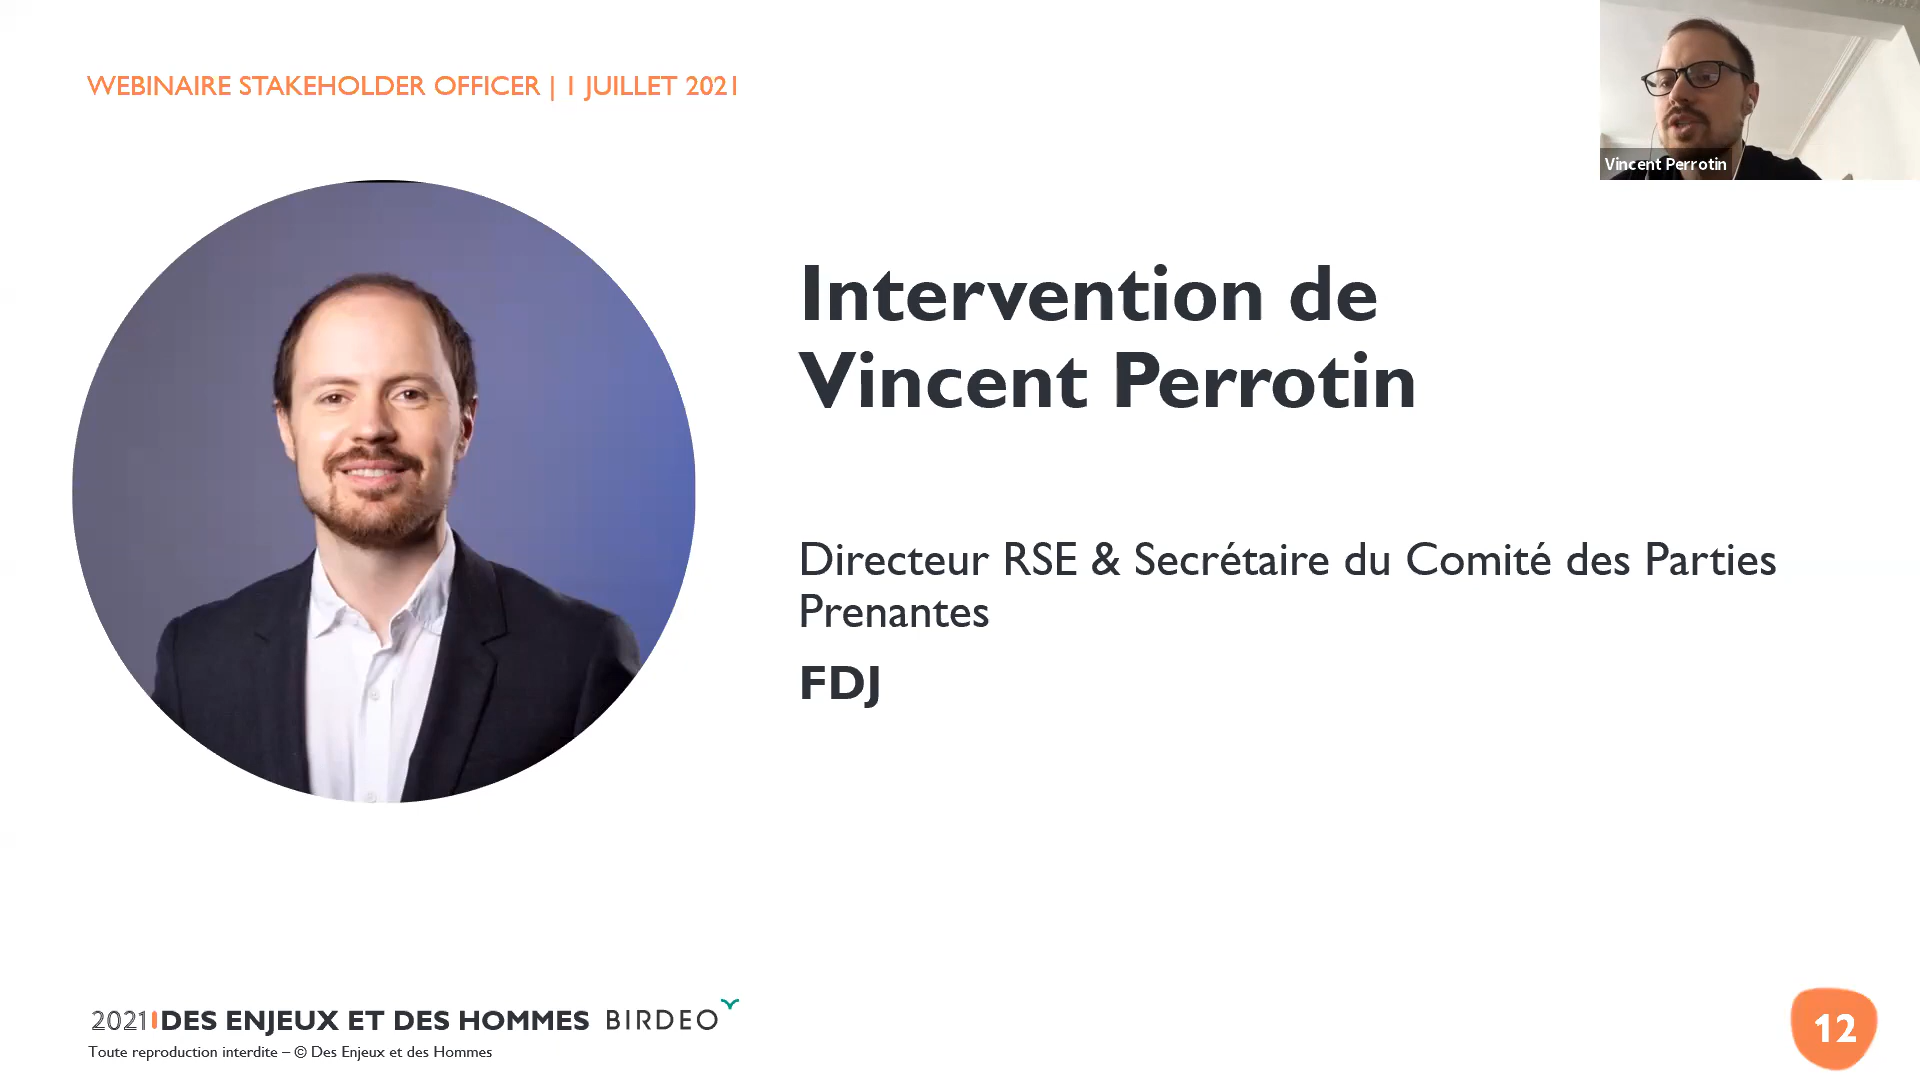 WEBINAIRE STAKEHOLDER OFFICER | 1 JUILLET 2021
Vincent Perrotin
Intervention de
Vincent Perrotin
Directeur RSE & Secrétaire du Comité des Parties
Prenantes
FDJ
2021 DES ENJEUX ET DES HOMMES BIRDEO
Toute reproduction interdite – © Des Enjeux et des Hommes
12